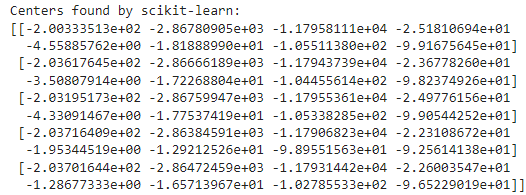 Centers found by scikit-learn:
[[-2.00333513e+02 -2.86780905e+03 -1.17958111e+04 -2.51810694e+01
  -4.55885762e+00 -1.81888990e+01 -1.05511380e+02 -9.91675645e+01]
 [-2.03617645e+02 -2.86666189e+03 -1.17943739e+04 -2.36778260e+01
  -3.50807914e+00 -1.72268804e+01 -1.04455614e+02 -9.82374926e+01]
 [-2.03195173e+02 -2.86759947e+03 -1.17955361e+04 -2.49776156e+01
  -4.33091467e+00 -1.77537419e+01 -1.05338285e+02 -9.90544252e+01]
 [-2.03716409e+02 -2.86384591e+03 -1.17906823e+04 -2.23108672e+01
  -1.95344519e+00 -1.29212526e+01 -9.89551563e+01 -9.25614138e+01]
 [-2.03701644e+02 -2.86472459e+03 -1.17931442e+04 -2.26003547e+01
  -1.28677333e+00 -1.65713967e+01 -1.02785533e+02 -9.65229019e+01]]